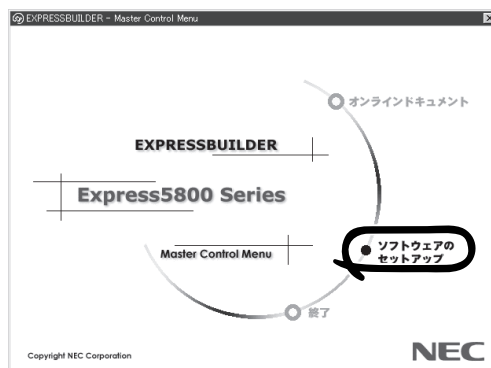 EXPRESSBUILDER - Master Control Menu
オンラインドキュメント
EXPRESSBUILDER
Express5800 Series
ソフトウェアの
セットアップ
Master Control Menu
終了
Copyright NEC Corporation
NEC